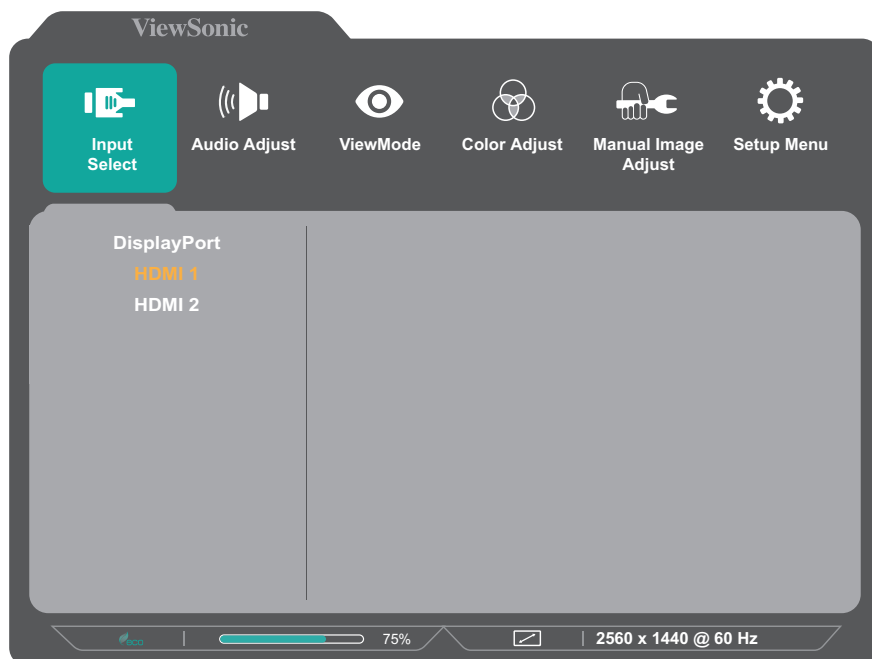 ViewSonic
Input
Select
Audio Adjust
ViewMode
Color Adjust
Manual Image
Adjust
Setup Menu
DisplayPort
HDMI 1
HDMI 2
eco
75%
2560 x 1440 @ 60 Hz